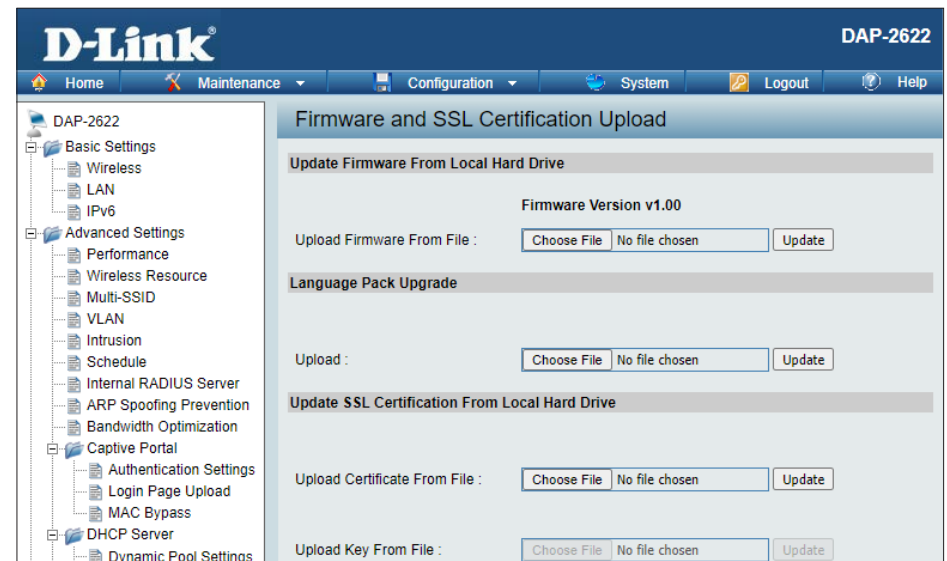 D-Link®
DAP-2622
Home Maintenance Configuration System Logout Help
DAP-2622
Basic Settings
Wireless
LAN
IPv6
Advanced Settings
Performance
Wireless Resource
Multi-SSID
VLAN
Intrusion
Schedule
Internal RADIUS Server
ARP Spoofing Prevention
Bandwidth Optimization
Captive Portal
Authentication Settings
Login Page Upload
MAC Bypass
DHCP Server
Dynamic Pool Settings
Firmware and SSL Certification Upload
Update Firmware From Local Hard Drive
Firmware Version v1.00
Upload Firmware From File : Choose File No file chosen Update
Language Pack Upgrade
Upload : Choose File No file chosen Update
Update SSL Certification From Local Hard Drive
Upload Certificate From File : Choose File No file chosen Update
Upload Key From File : Choose File No file chosen Update